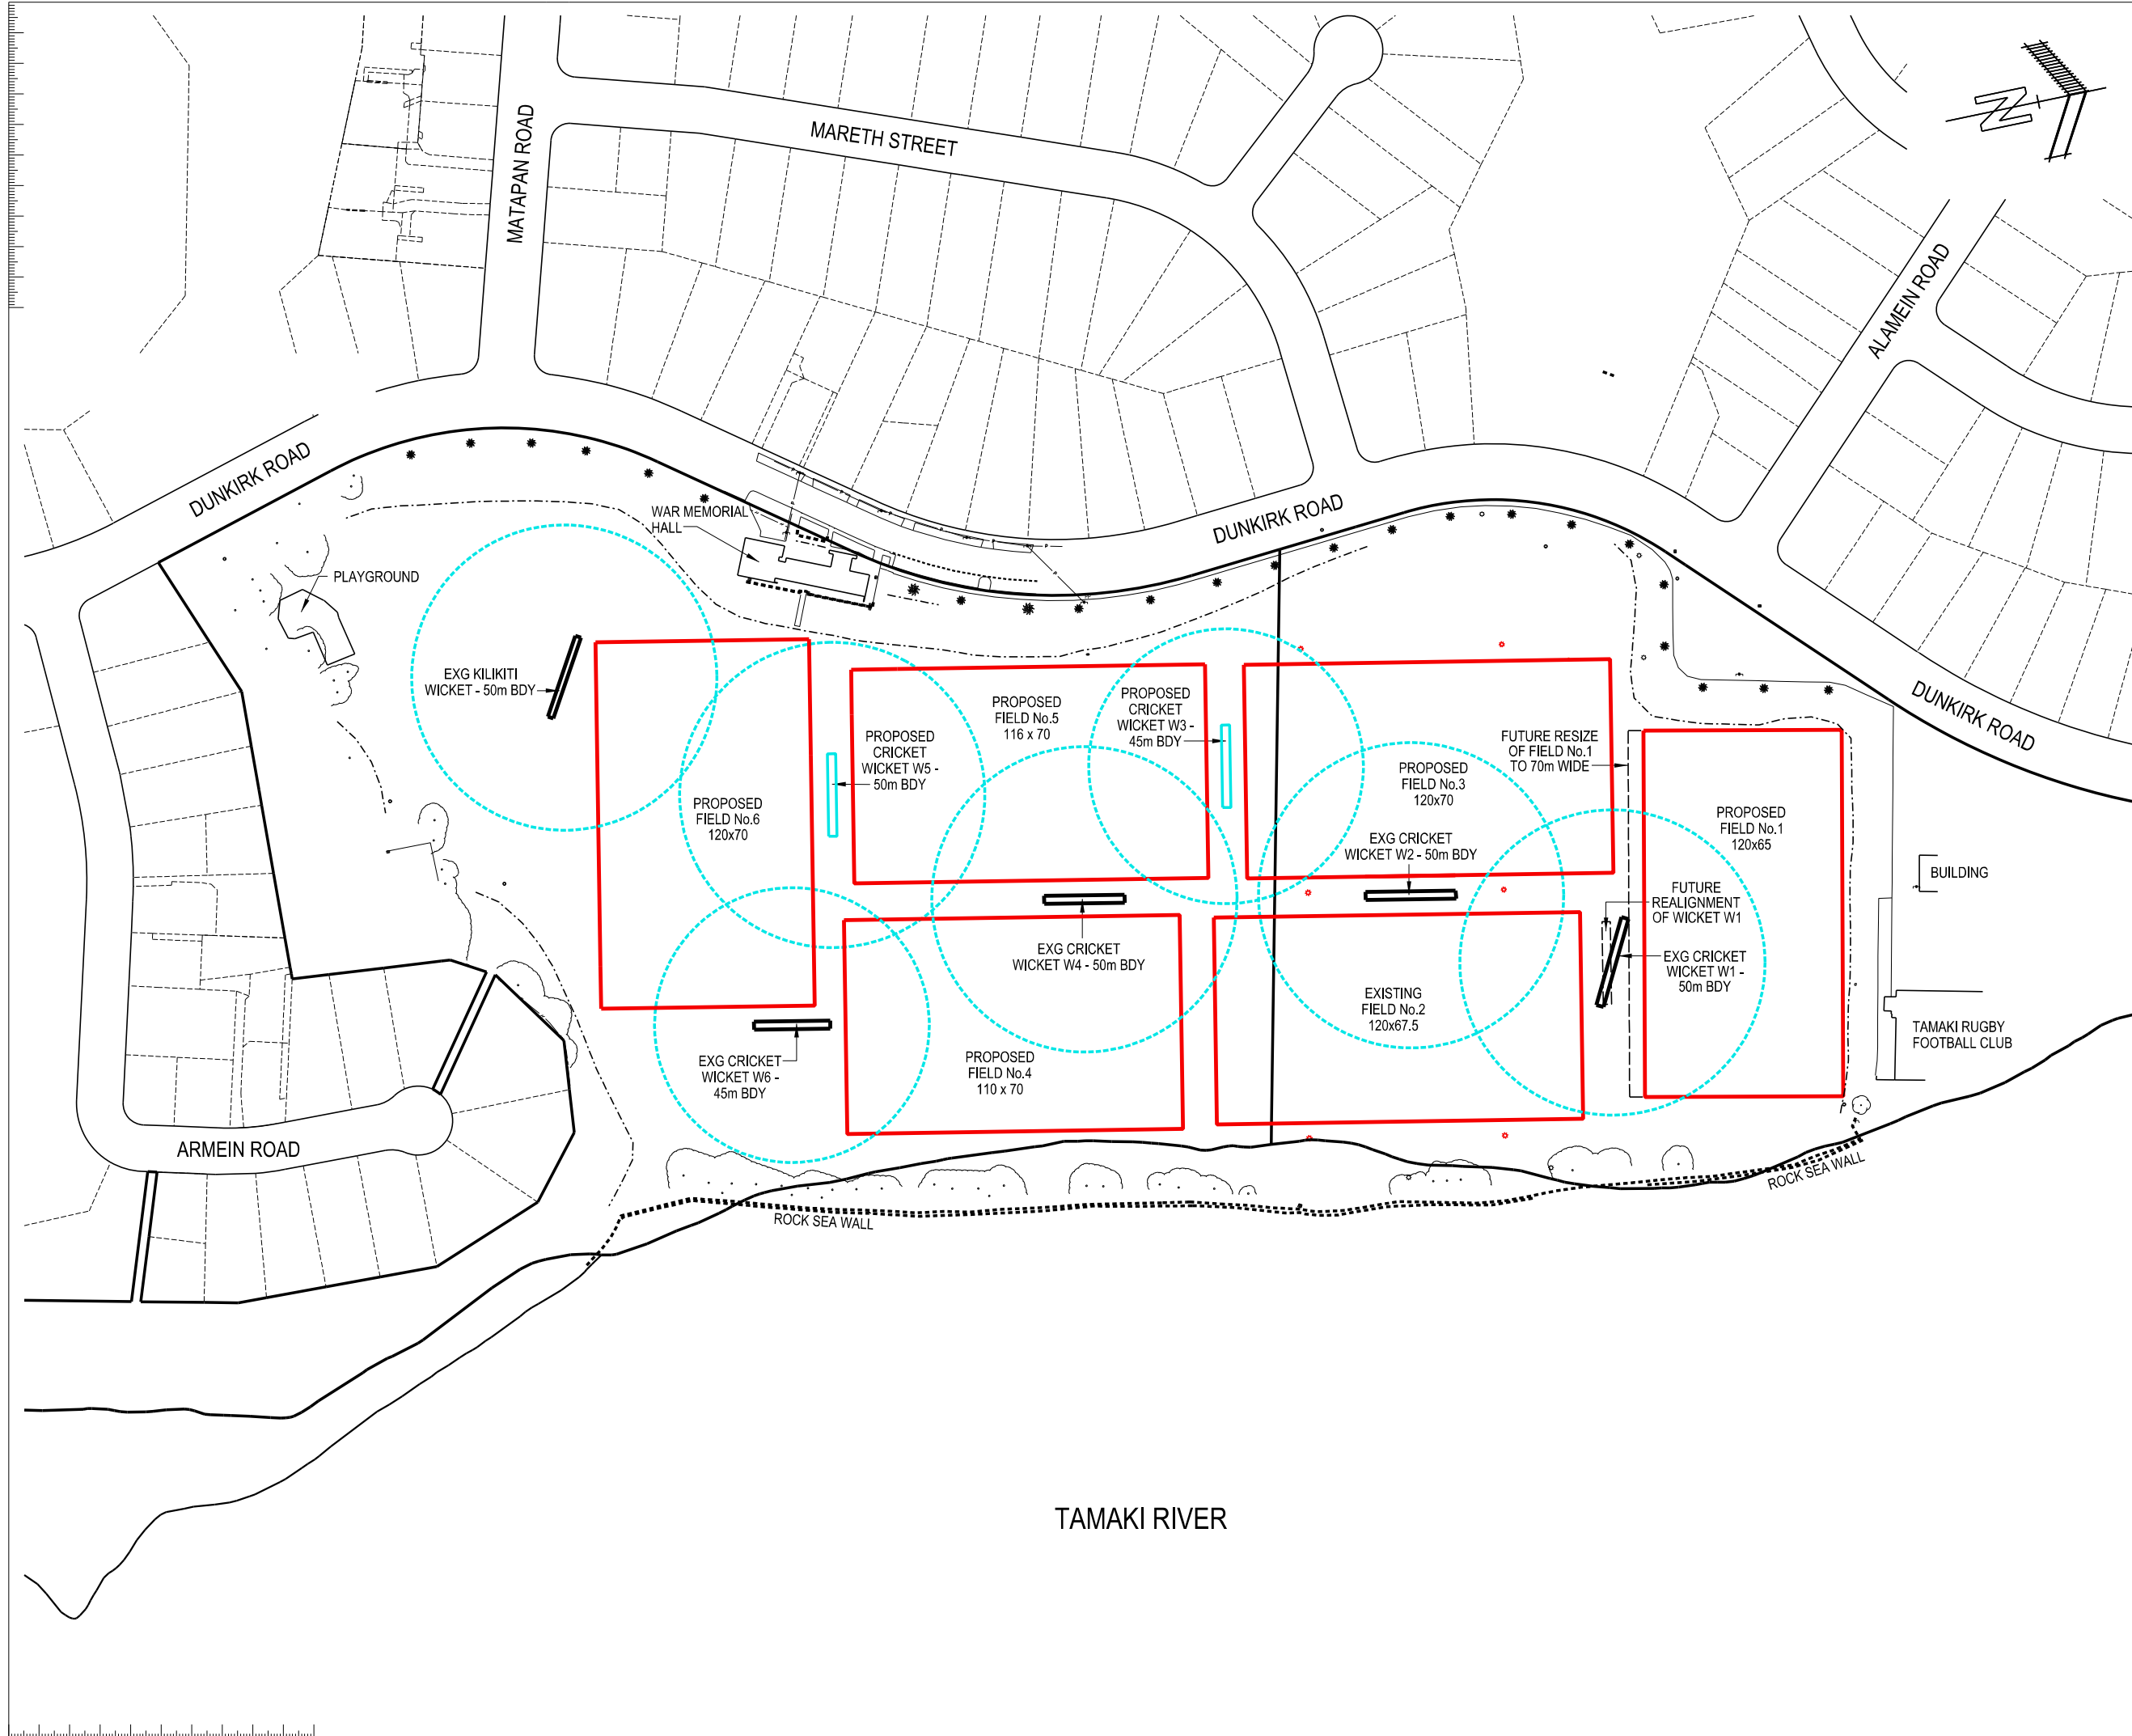 MARETH STREET
MATAPAN ROAD
N
ALAMEIN ROAD
DUNKIRK ROAD
WAR MEMORIAL
HALL
DUNKIRK ROAD
PLAYGROUND
EXG KILIKITI
WICKET - 50m BDY
PROPOSED
FIELD No.6
120x70
PROPOSED
CRICKET
WICKET W5 -
50m BDY
PROPOSED
FIELD No.5
116 x 70
PROPOSED
CRICKET
WICKET W3 -
45m BDY
PROPOSED
FIELD No.3
120x70
FUTURE RESIZE
OF FIELD No.1
TO 70m WIDE
DUNKIRK ROAD
PROPOSED
FIELD No.1
120x65
EXG CRICKET
WICKET W2 - 50m BDY
BUILDING
FUTURE
REALIGNMENT
OF WICKET W1
EXG CRICKET
WICKET W4 - 50m BDY
EXG CRICKET
WICKET W1 -
50m BDY
EXISTING
FIELD No.2
120x67.5
TAMAKI RUGBY
FOOTBALL CLUB
EXG CRICKET
WICKET W6 -
45m BDY
PROPOSED
FIELD No.4
110 x 70
ARMEIN ROAD
ROCK SEA WALL
ROCK SEA WALL
TAMAKI RIVER